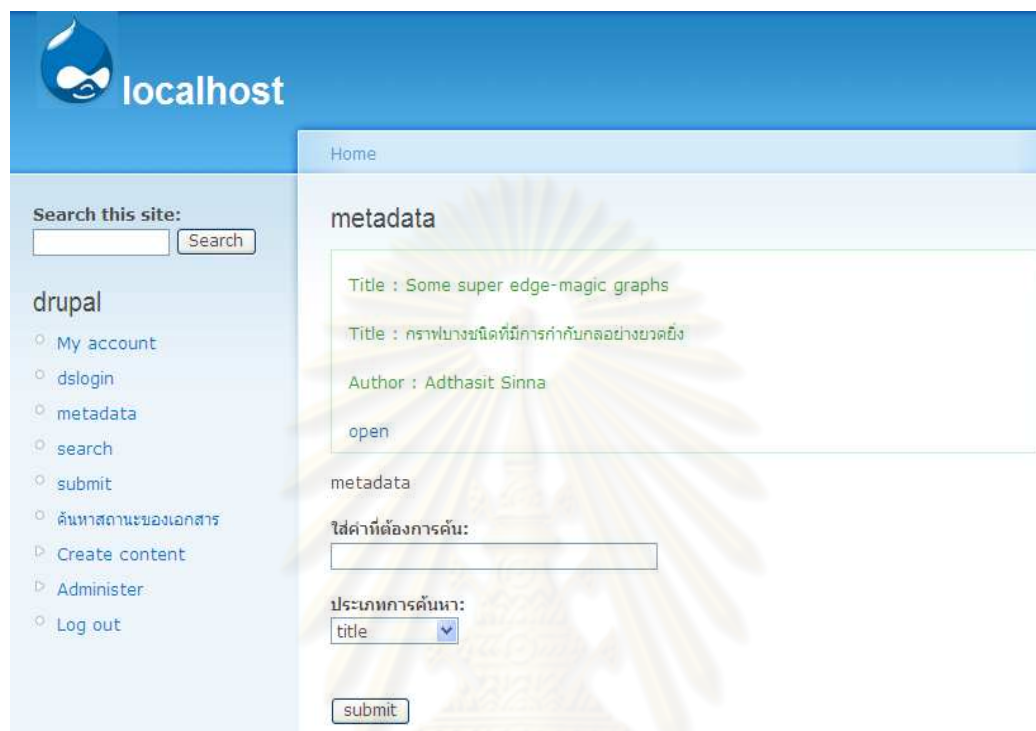 localhost
Home
Search this site:
Search
drupal
My account
dslogin
metadata
search
submit
ค้นหาสถานะของเอกสาร
Create content
Administer
Log out
metadata
Title : Some super edge-magic graphs
Title : กราฟบางชนิดที่มีการกำกับกลอย่างยวดยิ่ง
Author : Adthasit Sinna
open
metadata
ใส่ค่าที่ต้องการค้น:
ประเภทการค้นหา:
title
submit